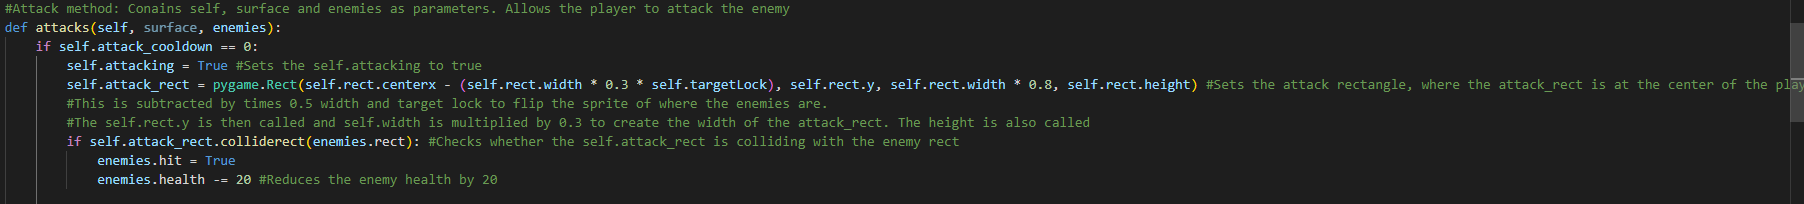 #Attack method: Conains self, surface and enemies as parameters. Allows the player to attack the enemy
def attacks(self, surface, enemies):
if self.attack_cooldown == 0:
self.attacking = True #Sets the self.attacking to true
self.attack_rect = pygame.Rect(self.rect.centerx - (self.rect.width * 0.3 * self.targetLock), self.rect.y, self.rect.width * 0.8, self.rect.height) #Sets the attack rectangle, where the attack_rect is at the center of the play
#This is subtracted by times 0.5 width and target lock to flip the sprite of where the enemies are.
#The self.rect.y is then called and self.width is multiplied by 0.3 to create the width of the attack_rect. The height is also called
if self.attack_rect.colliderect(enemies.rect): #Checks whether the self.attack_rect is colliding with the enemy rect
enemies.hit = True
enemies.health -= 20 #Reduces the enemy health by 20